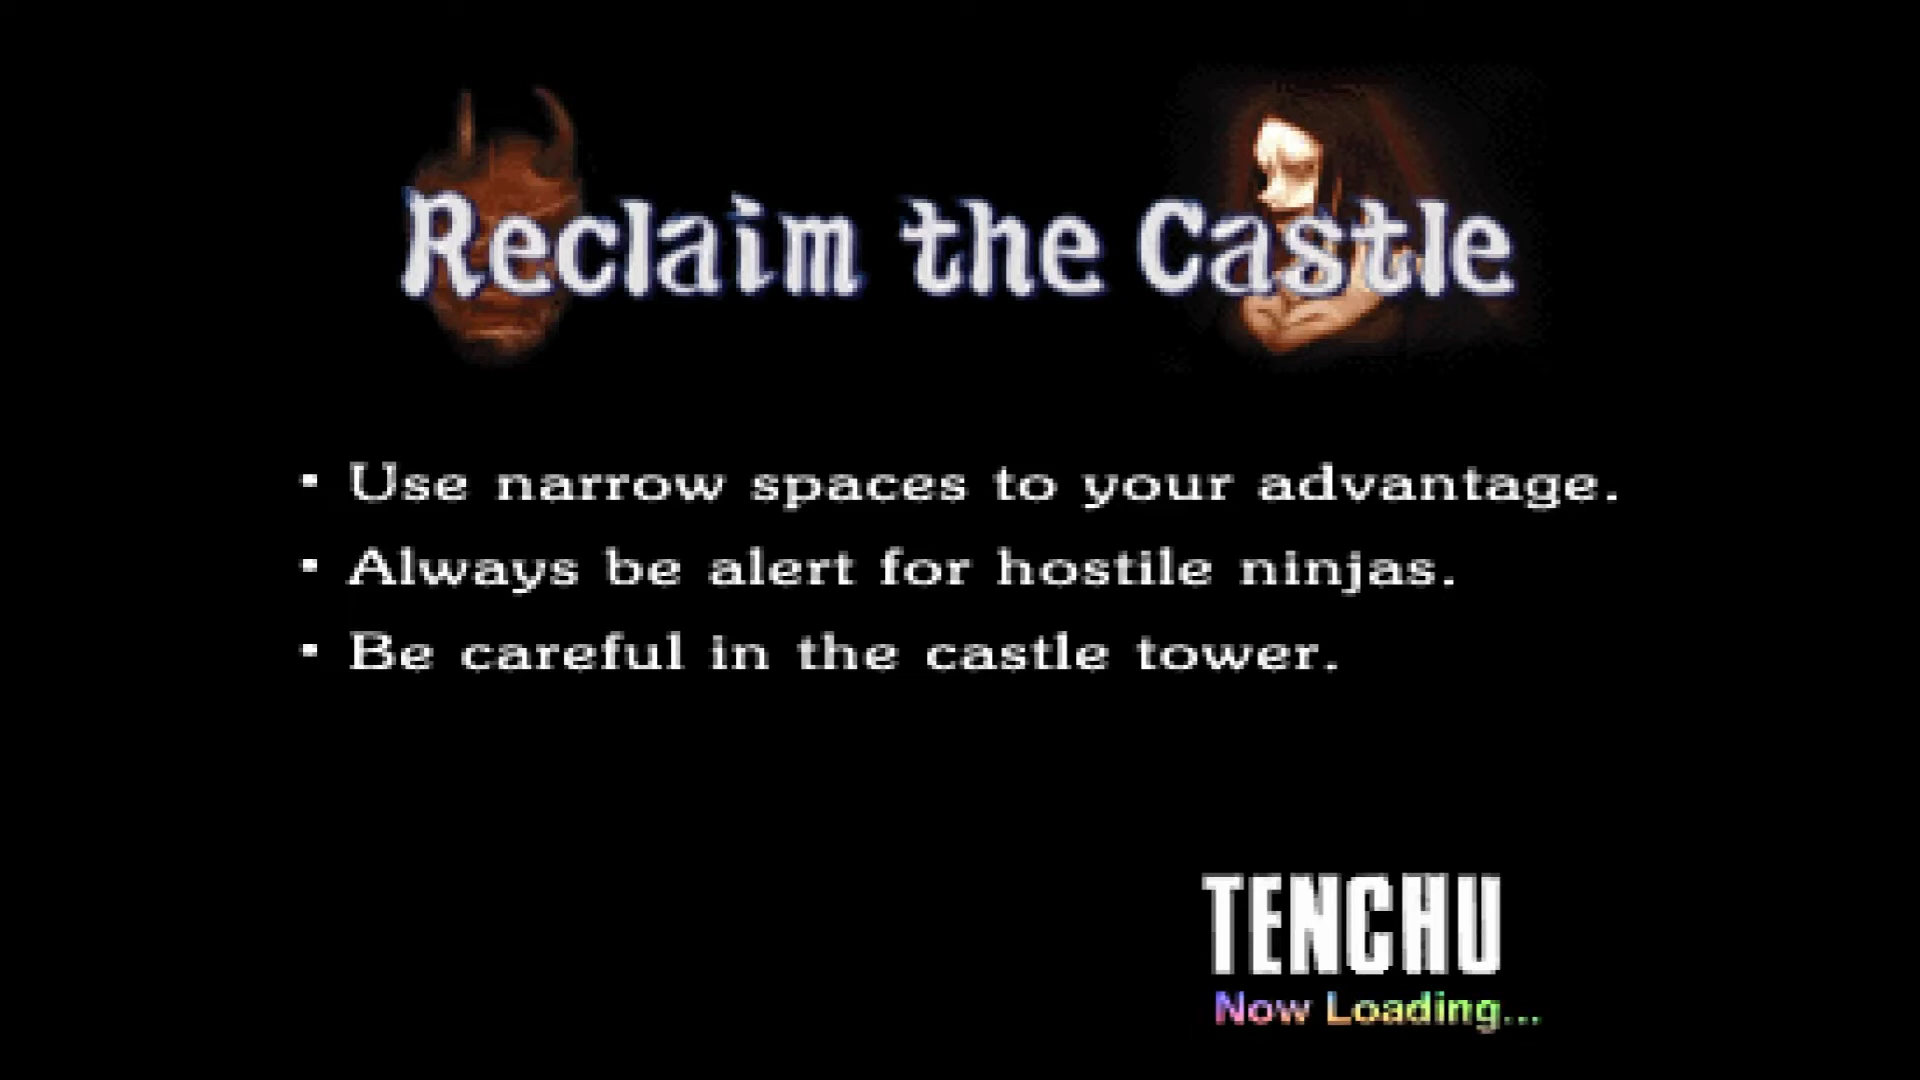 Reclaim the Castle
· Use narrow spaces to your advantage.
· Always be alert for hostile ninjas.
· Be careful in the castle tower.
TENCHU
Now Loading...